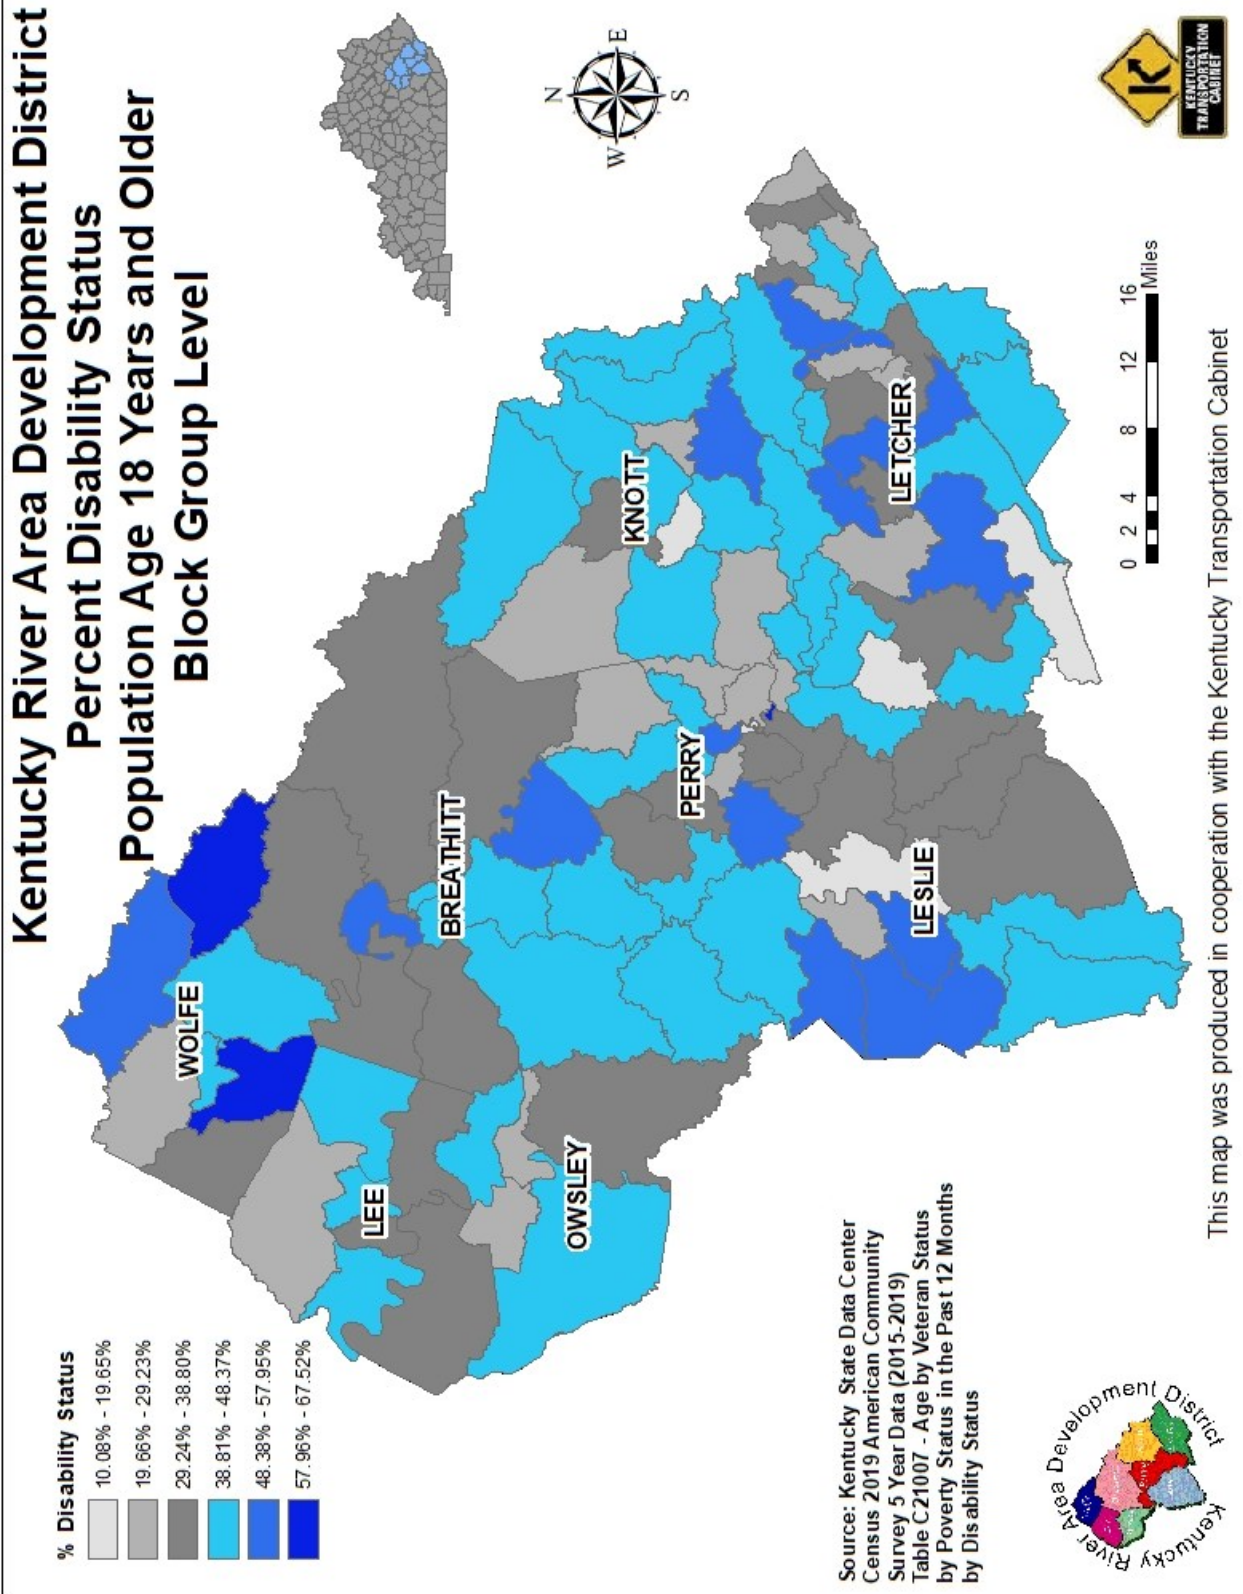 Kentucky River Area Development District
Percent Disability Status
Population Age 18 Years and Older
Block Group Level
% Disability Status
10.08% - 19.65%
19.66% - 29.23%
29.24% - 38.80%
38.81% - 48.37%
48.38% - 57.95%
57.96% - 67.52%
WOLFE
LEE
BREATHITT
OWSLEY
KNOTT
PERRY
LETCHER
LESLIE
N
W
E
S
0 2 4 8 12 16
Miles
Source: Kentucky State Data Center
Census 2019 American Community
Survey 5 Year Data (2015-2019)
Table C21007 - Age by Veteran Status
by Poverty Status in the Past 12 Months
by Disability Status
Kentucky River Area Development District
KENTUCKY
TRANSPORTATION
CABINET
This map was produced in cooperation with the Kentucky Transportation Cabinet